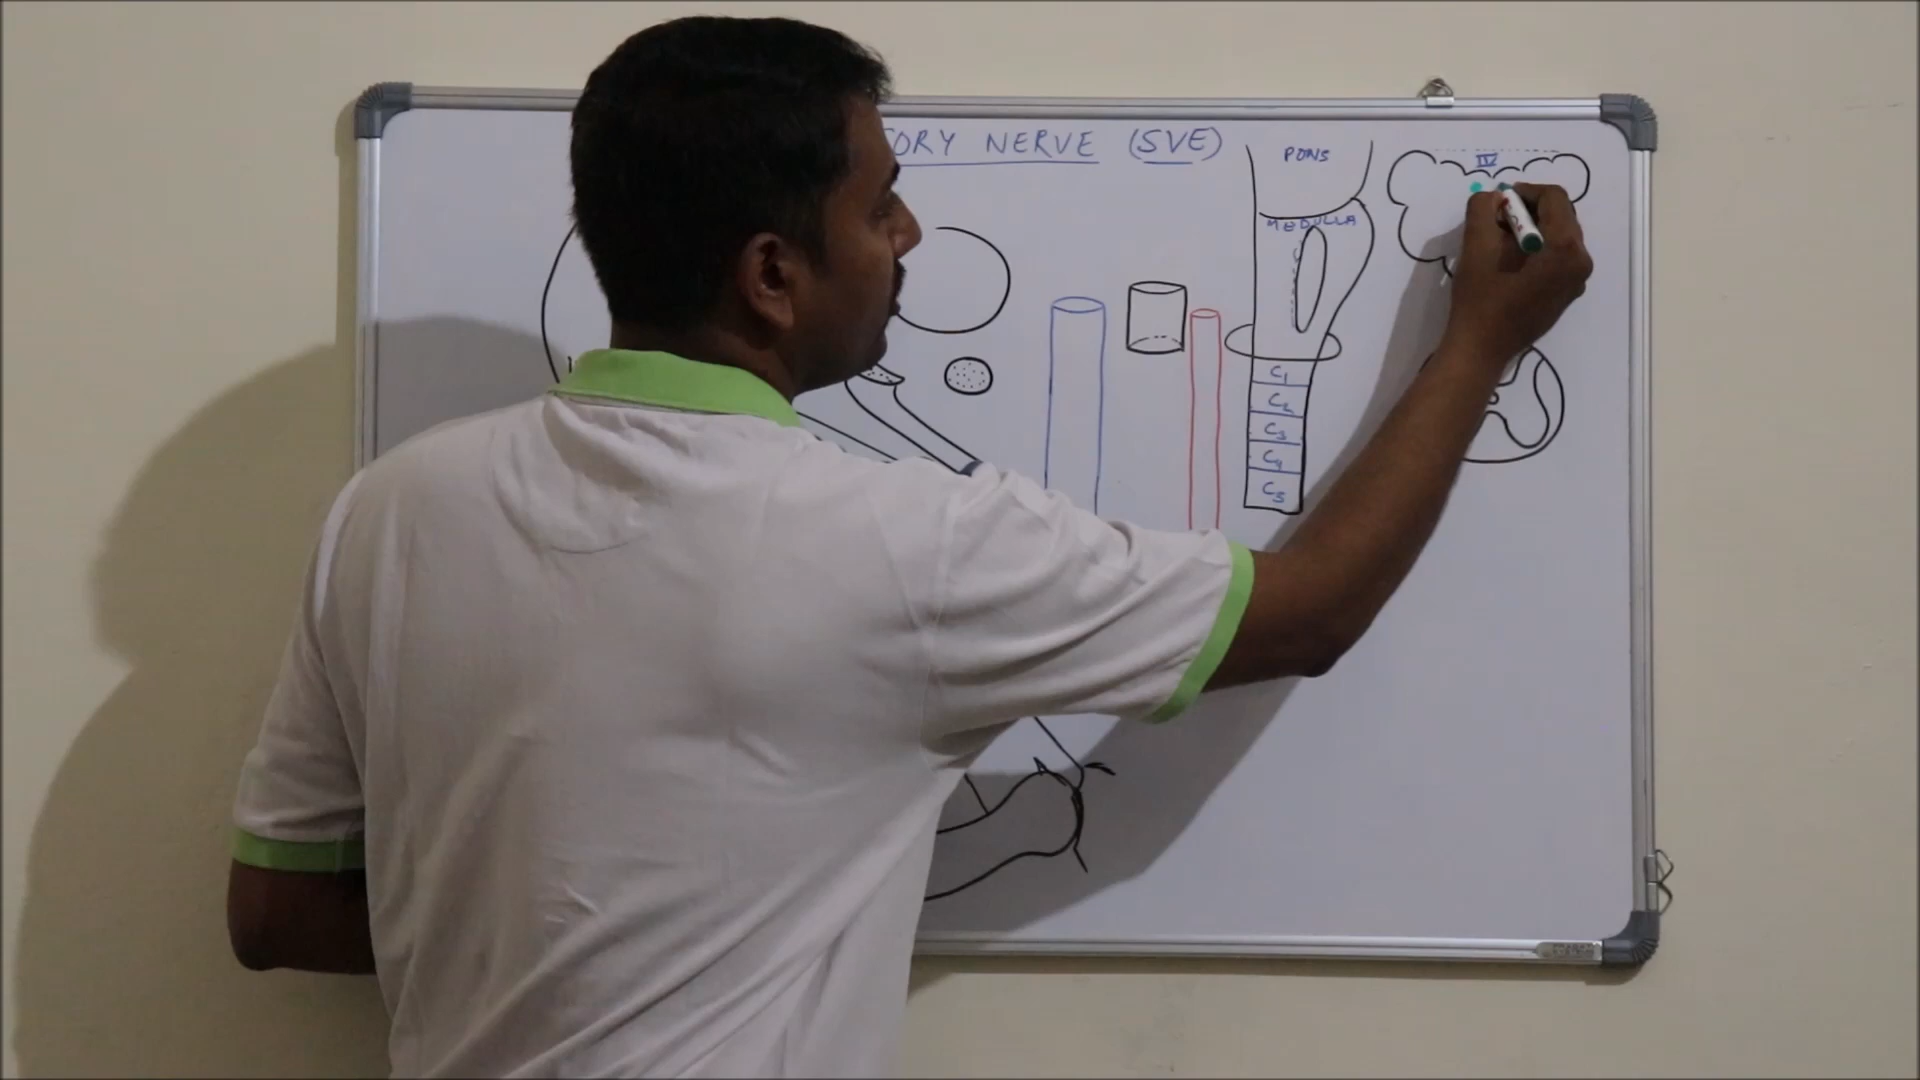 ORY NERVE (SVE)
PONS
IV
MEDULLA
C1
C2
C3
C4
C5